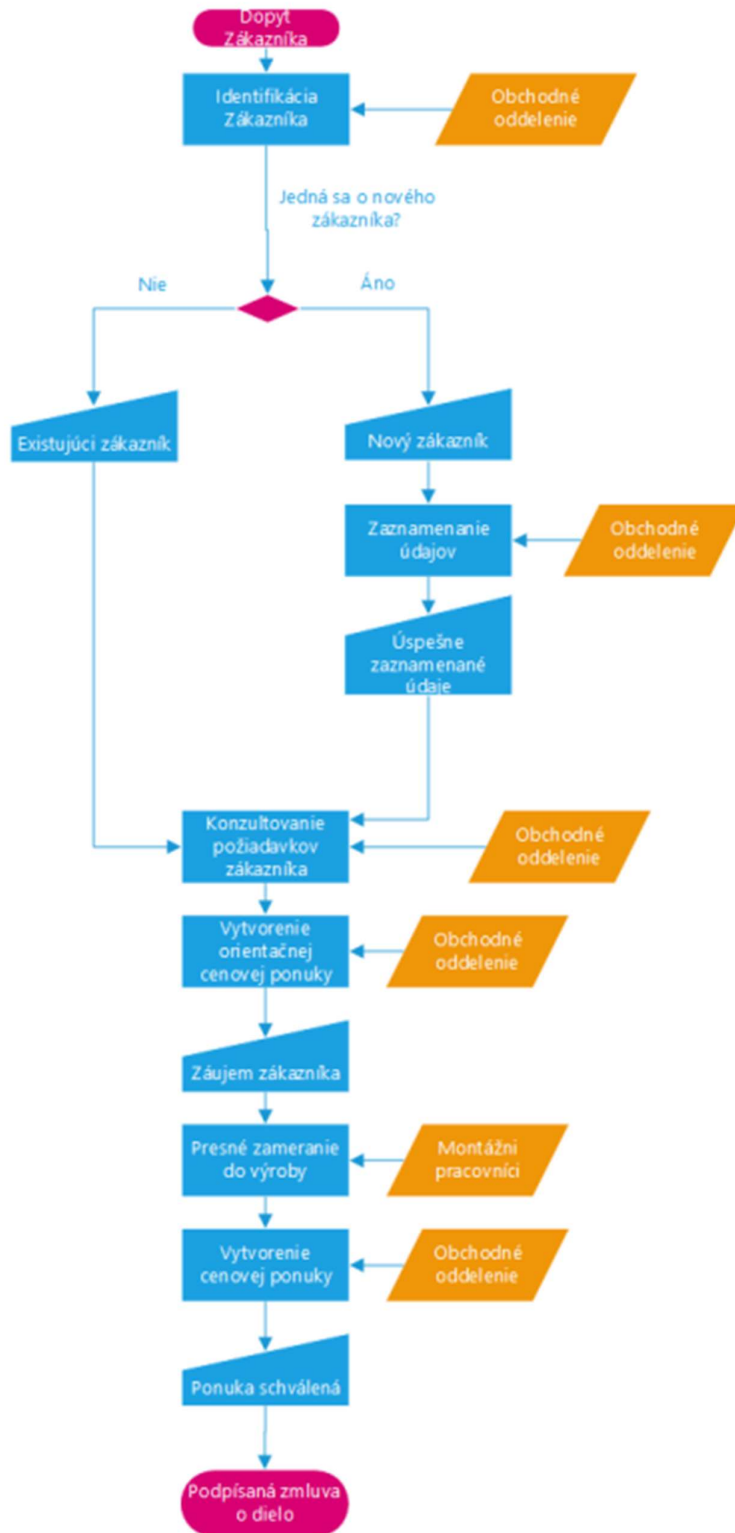 Dopyt
Zákazníka
Identifikácia
Zákazníka
Obchodné
oddelenie
Jedná sa o nového
zákazníka?
Nie
Áno
Existujúci zákazník
Nový zákazník
Zaznamenanie
údajov
Obchodné
oddelenie
Úspešne
zaznamenané
údaje
Konzultovanie
požiadavkov
zákazníka
Obchodné
oddelenie
Vytvorenie
orientačnej
cenovej ponuky
Obchodné
oddelenie
Záujem zákazníka
Presné zameranie
do výroby
Montážni
pracovníci
Vytvorenie
cenovej ponuky
Obchodné
oddelenie
Ponuka schválená
Podpísaná zmluva
o dielo